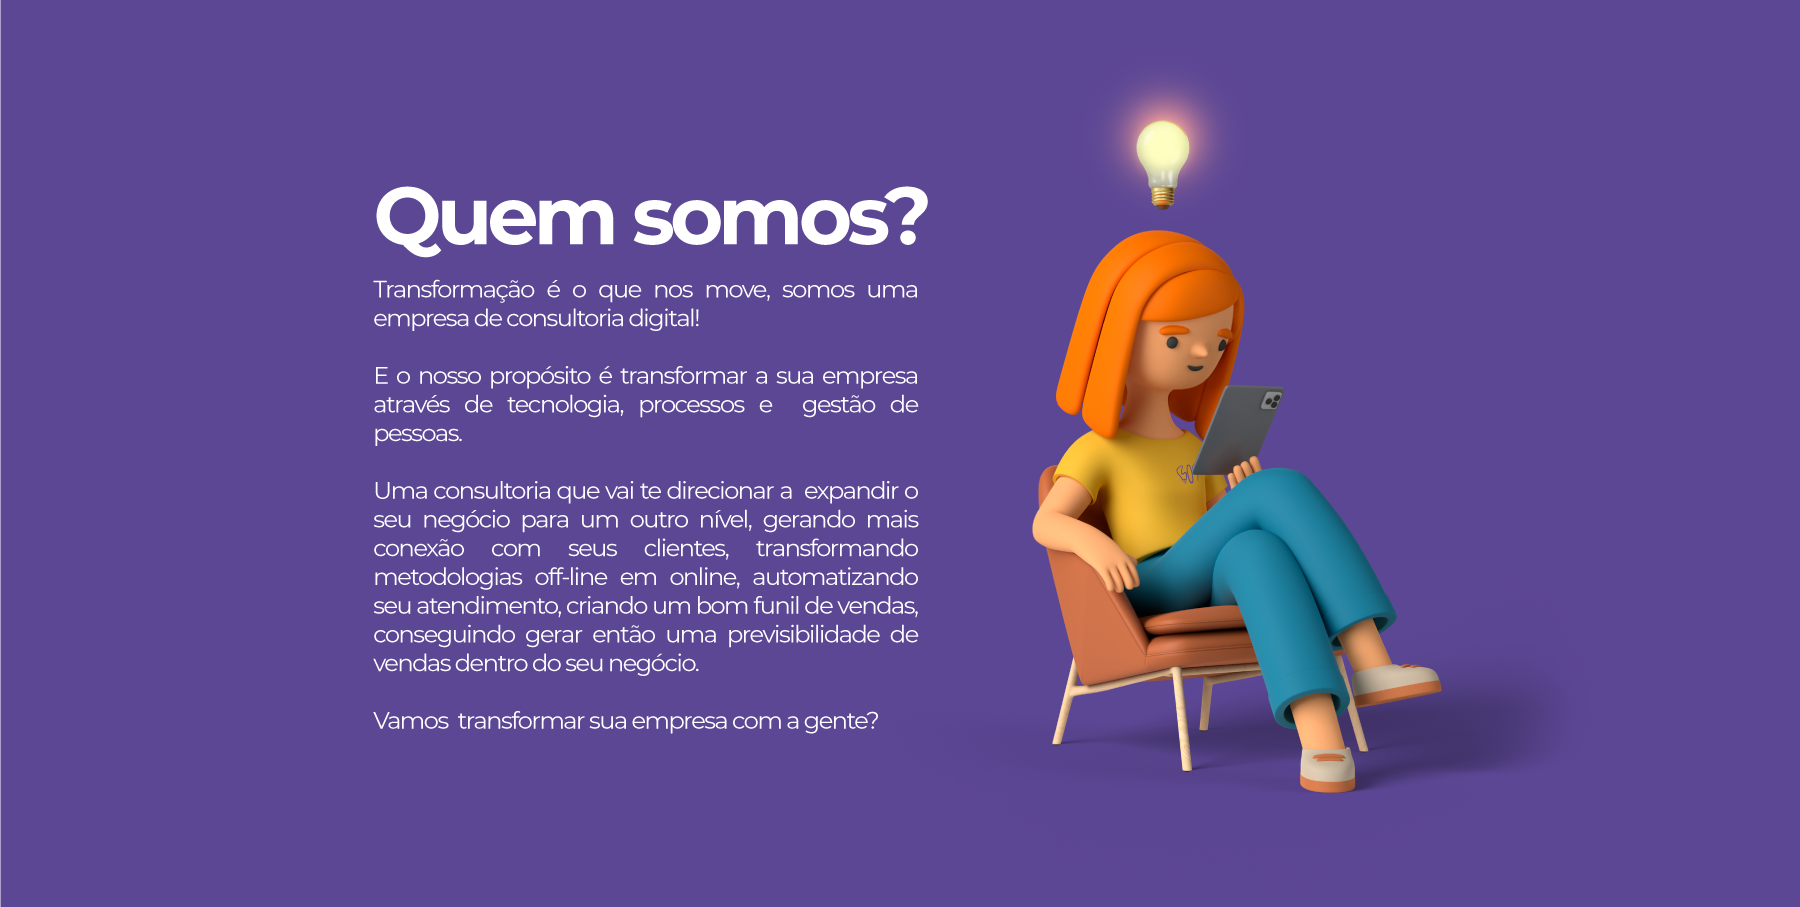 Quem somos?
Transformação é o que nos move, somos uma
empresa de consultoria digital!
E o nosso propósito é transformar a sua empresa
através de tecnologia, processos e gestão de
pessoas.
Uma consultoria que vai te direcionar a expandir o
seu negócio para um outro nível, gerando mais
conexão com seus clientes, transformando
metodologias off-line em online, automatizando
seu atendimento, criando um bom funil de vendas,
conseguindo gerar então uma previsibilidade de
vendas dentro do seu negócio.
Vamos transformar sua empresa com a gente?